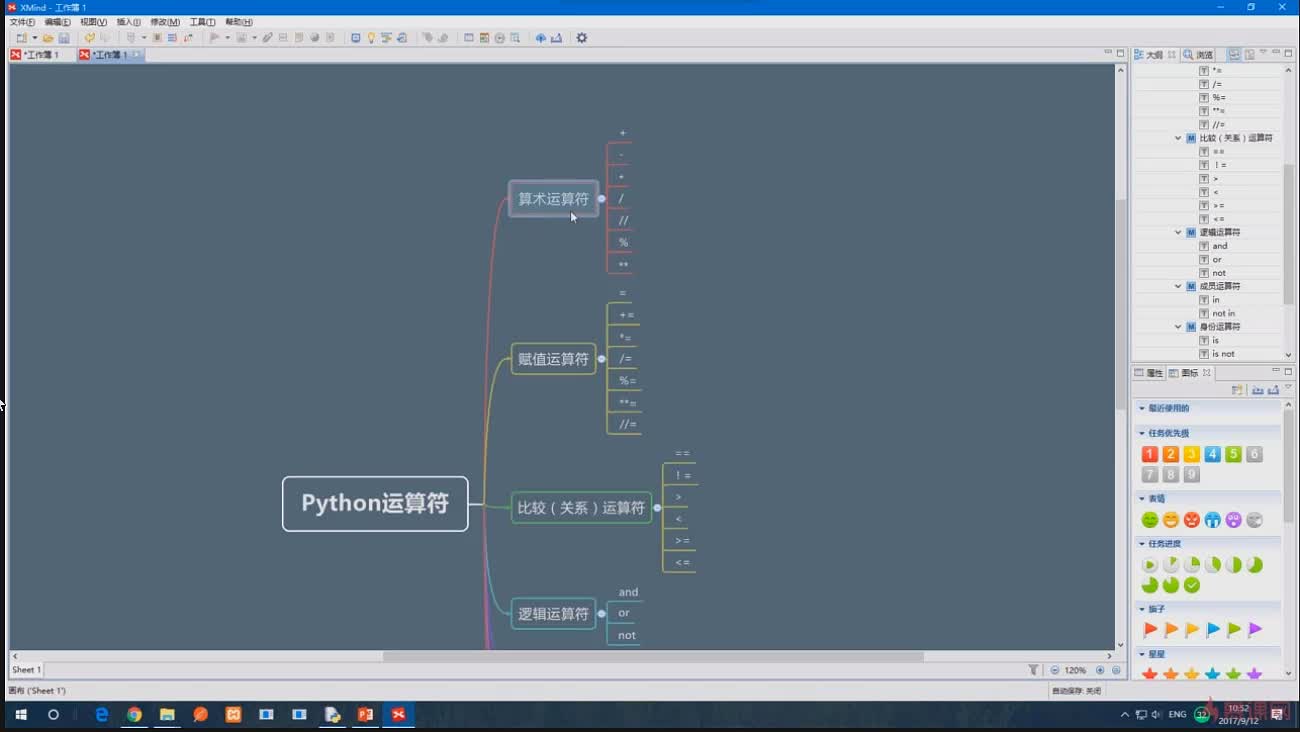 XMind - 工作簿 1
文件(F) 编辑(E) 视图(V) 插入(I) 修改(M) 工具(T) 帮助(H)
*工作簿 1
*工作簿 1
+
-
*
/
//
%
**
算术运算符
=
+=
*=
/=
%=
**=
//=
赋值运算符
Python运算符
==
! =
>
<
>=
<=
比较（关系）运算符
and
or
not
逻辑运算符
大纲
浏览
*=
/=
%=
**=
//=
比较（关系）运算符
==
! =
>
<
>=
<=
逻辑运算符
and
or
not
成员运算符
in
not in
身份运算符
is
is not
属性
图标
最近使用的
任务优先级
1 2 3 4 5 6
7 8 9
表情
任务进度
旗子
星星
Sheet 1
120%
画布 ('Sheet 1')
自动保存: 关闭
ENG
32
10:52
2017/9/12